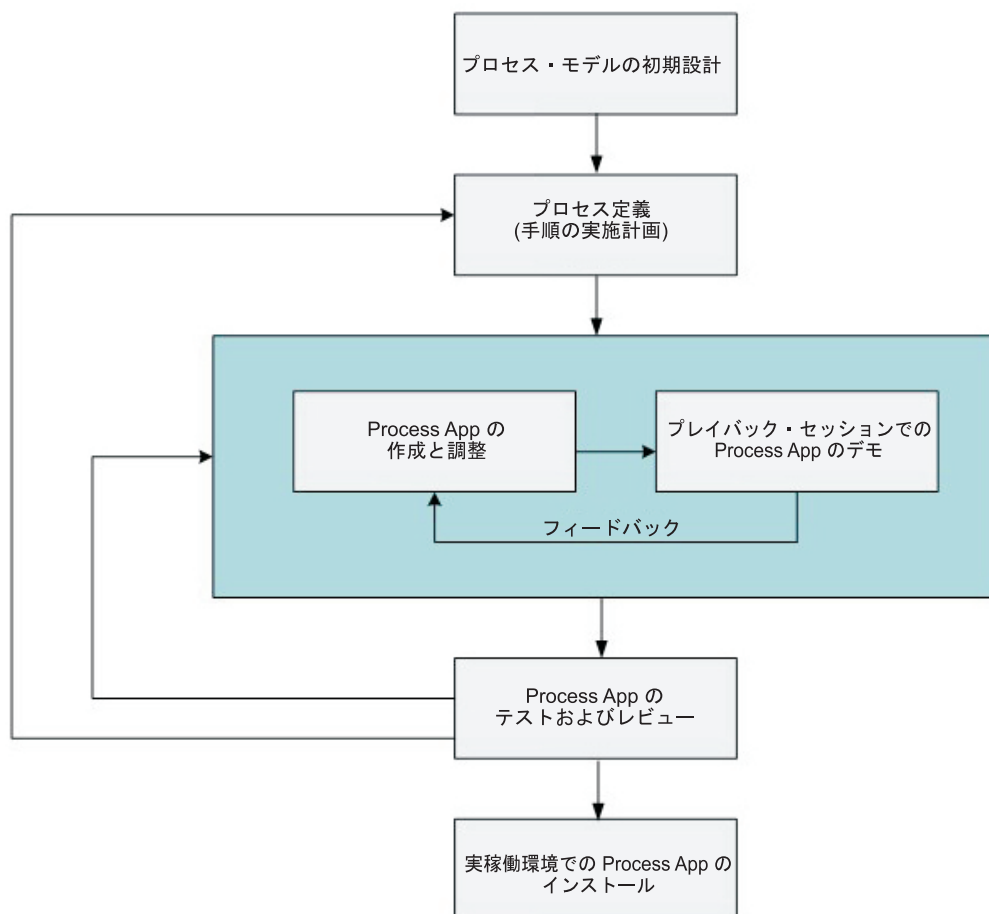 プロセス・モデルの初期設計
プロセス定義
(手順の実施計画)
Process App の
作成と調整
プレイバック・セッションでの
Process App のデモ
フィードバック
Process App の
テストおよびレビュー
実稼働環境での Process App の
インストール